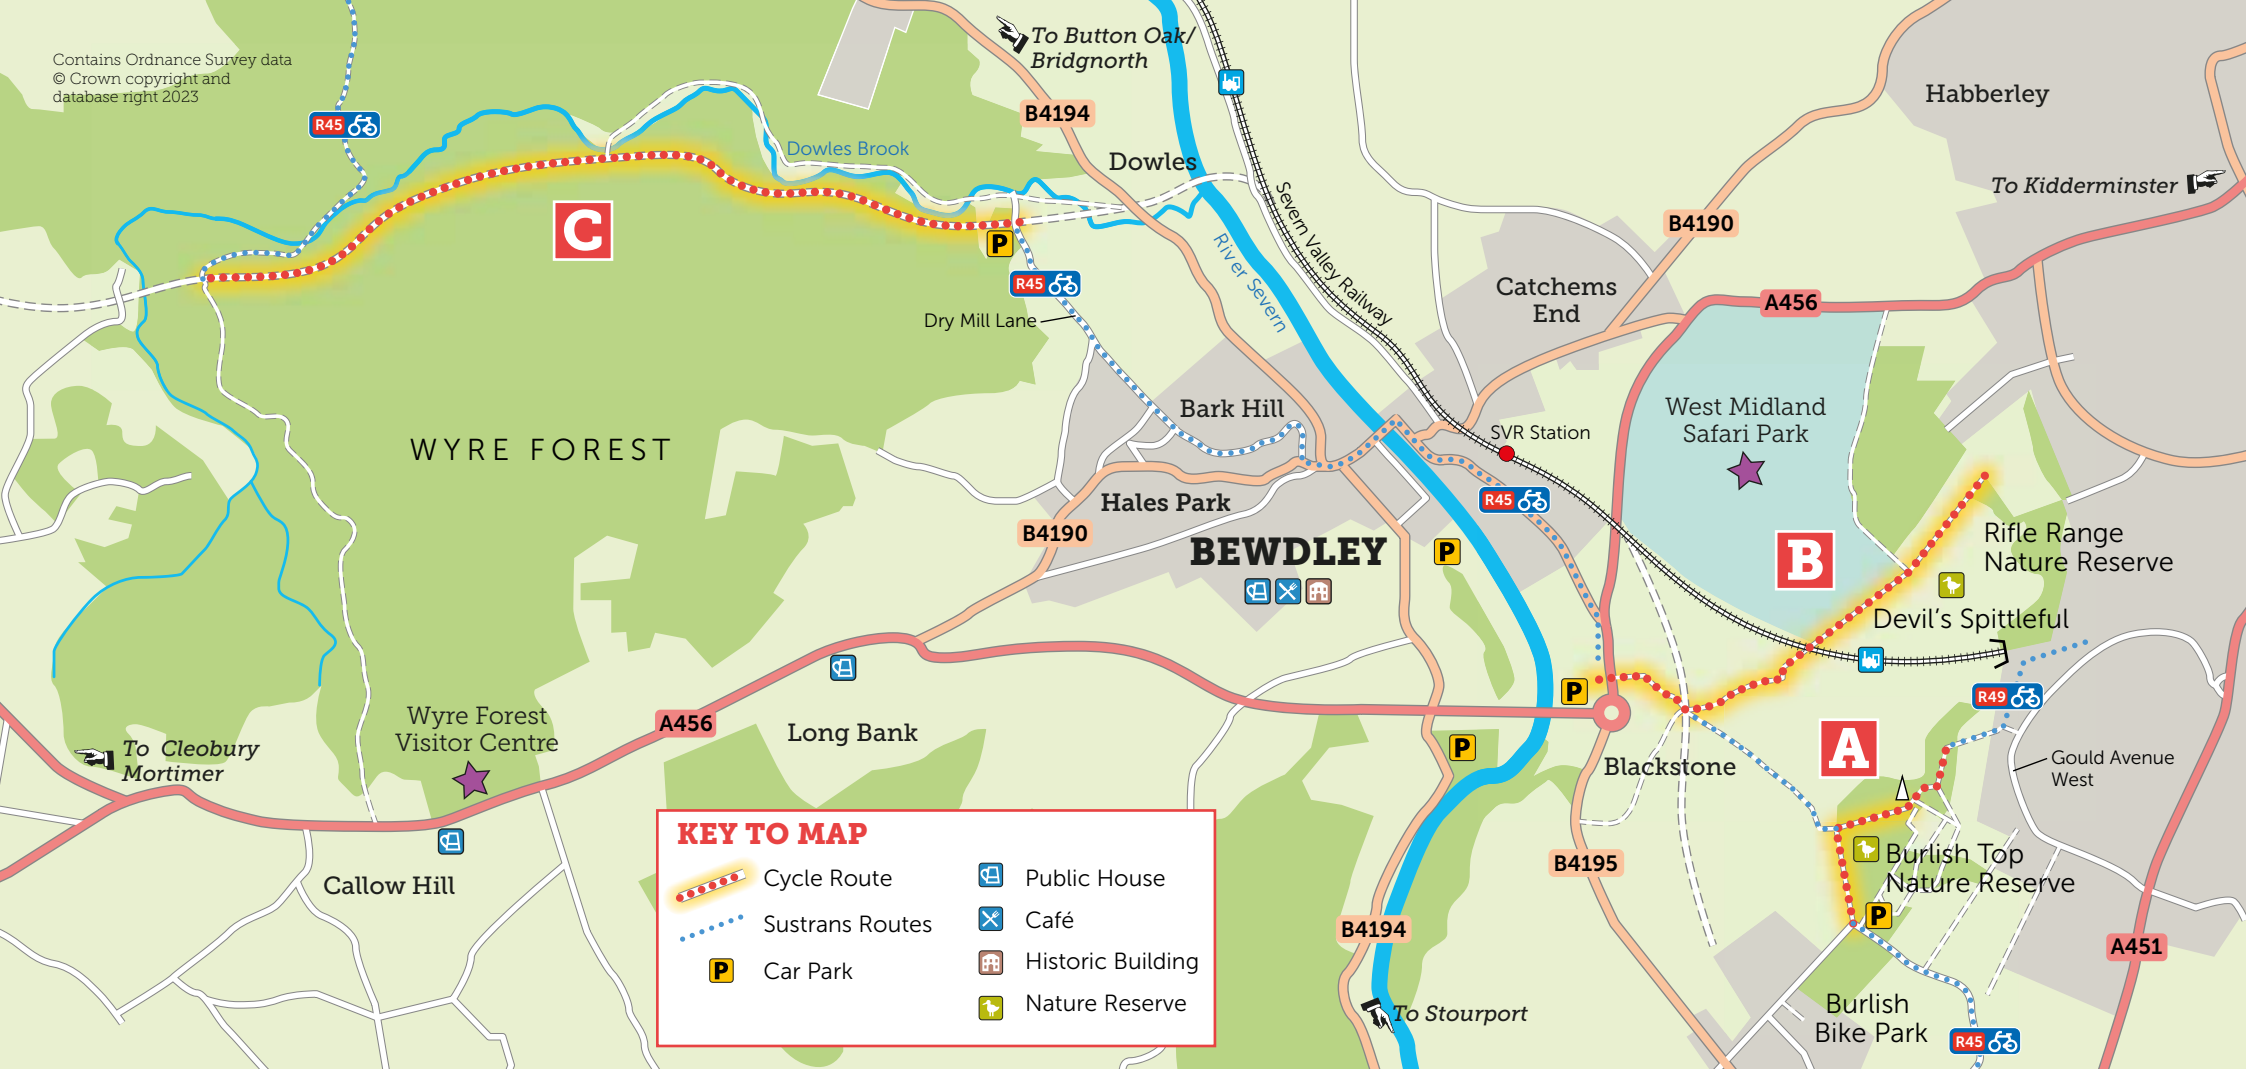 Contains Ordnance Survey data
© Crown copyright and
database right 2023
To Button Oak/
Bridgnorth
B4194
R45
Dowles Brook
Dowles
Habberley
To Kidderminster
B4190
C
P
R45
Dry Mill Lane
River Severn
Severn Valley Railway
Catchems
End
A456
West Midland
Safari Park
Bark Hill
SVR Station
WYRE FOREST
Hales Park
R45
B4190
BEWDLEY
P
B
Rifle Range
Nature Reserve
Devil's Spittleful
Wyre Forest
Visitor Centre
A456
Long Bank
P
P
R49
To Cleobury
Mortimer
Blackstone
A
Gould Avenue
West
Callow Hill
B4195
Burlish Top
Nature Reserve
P
B4194
A451
To Stourport
Burlish
Bike Park
R45
KEY TO MAP
Cycle Route
Sustrans Routes
P Car Park
Public House
Café
Historic Building
Nature Reserve